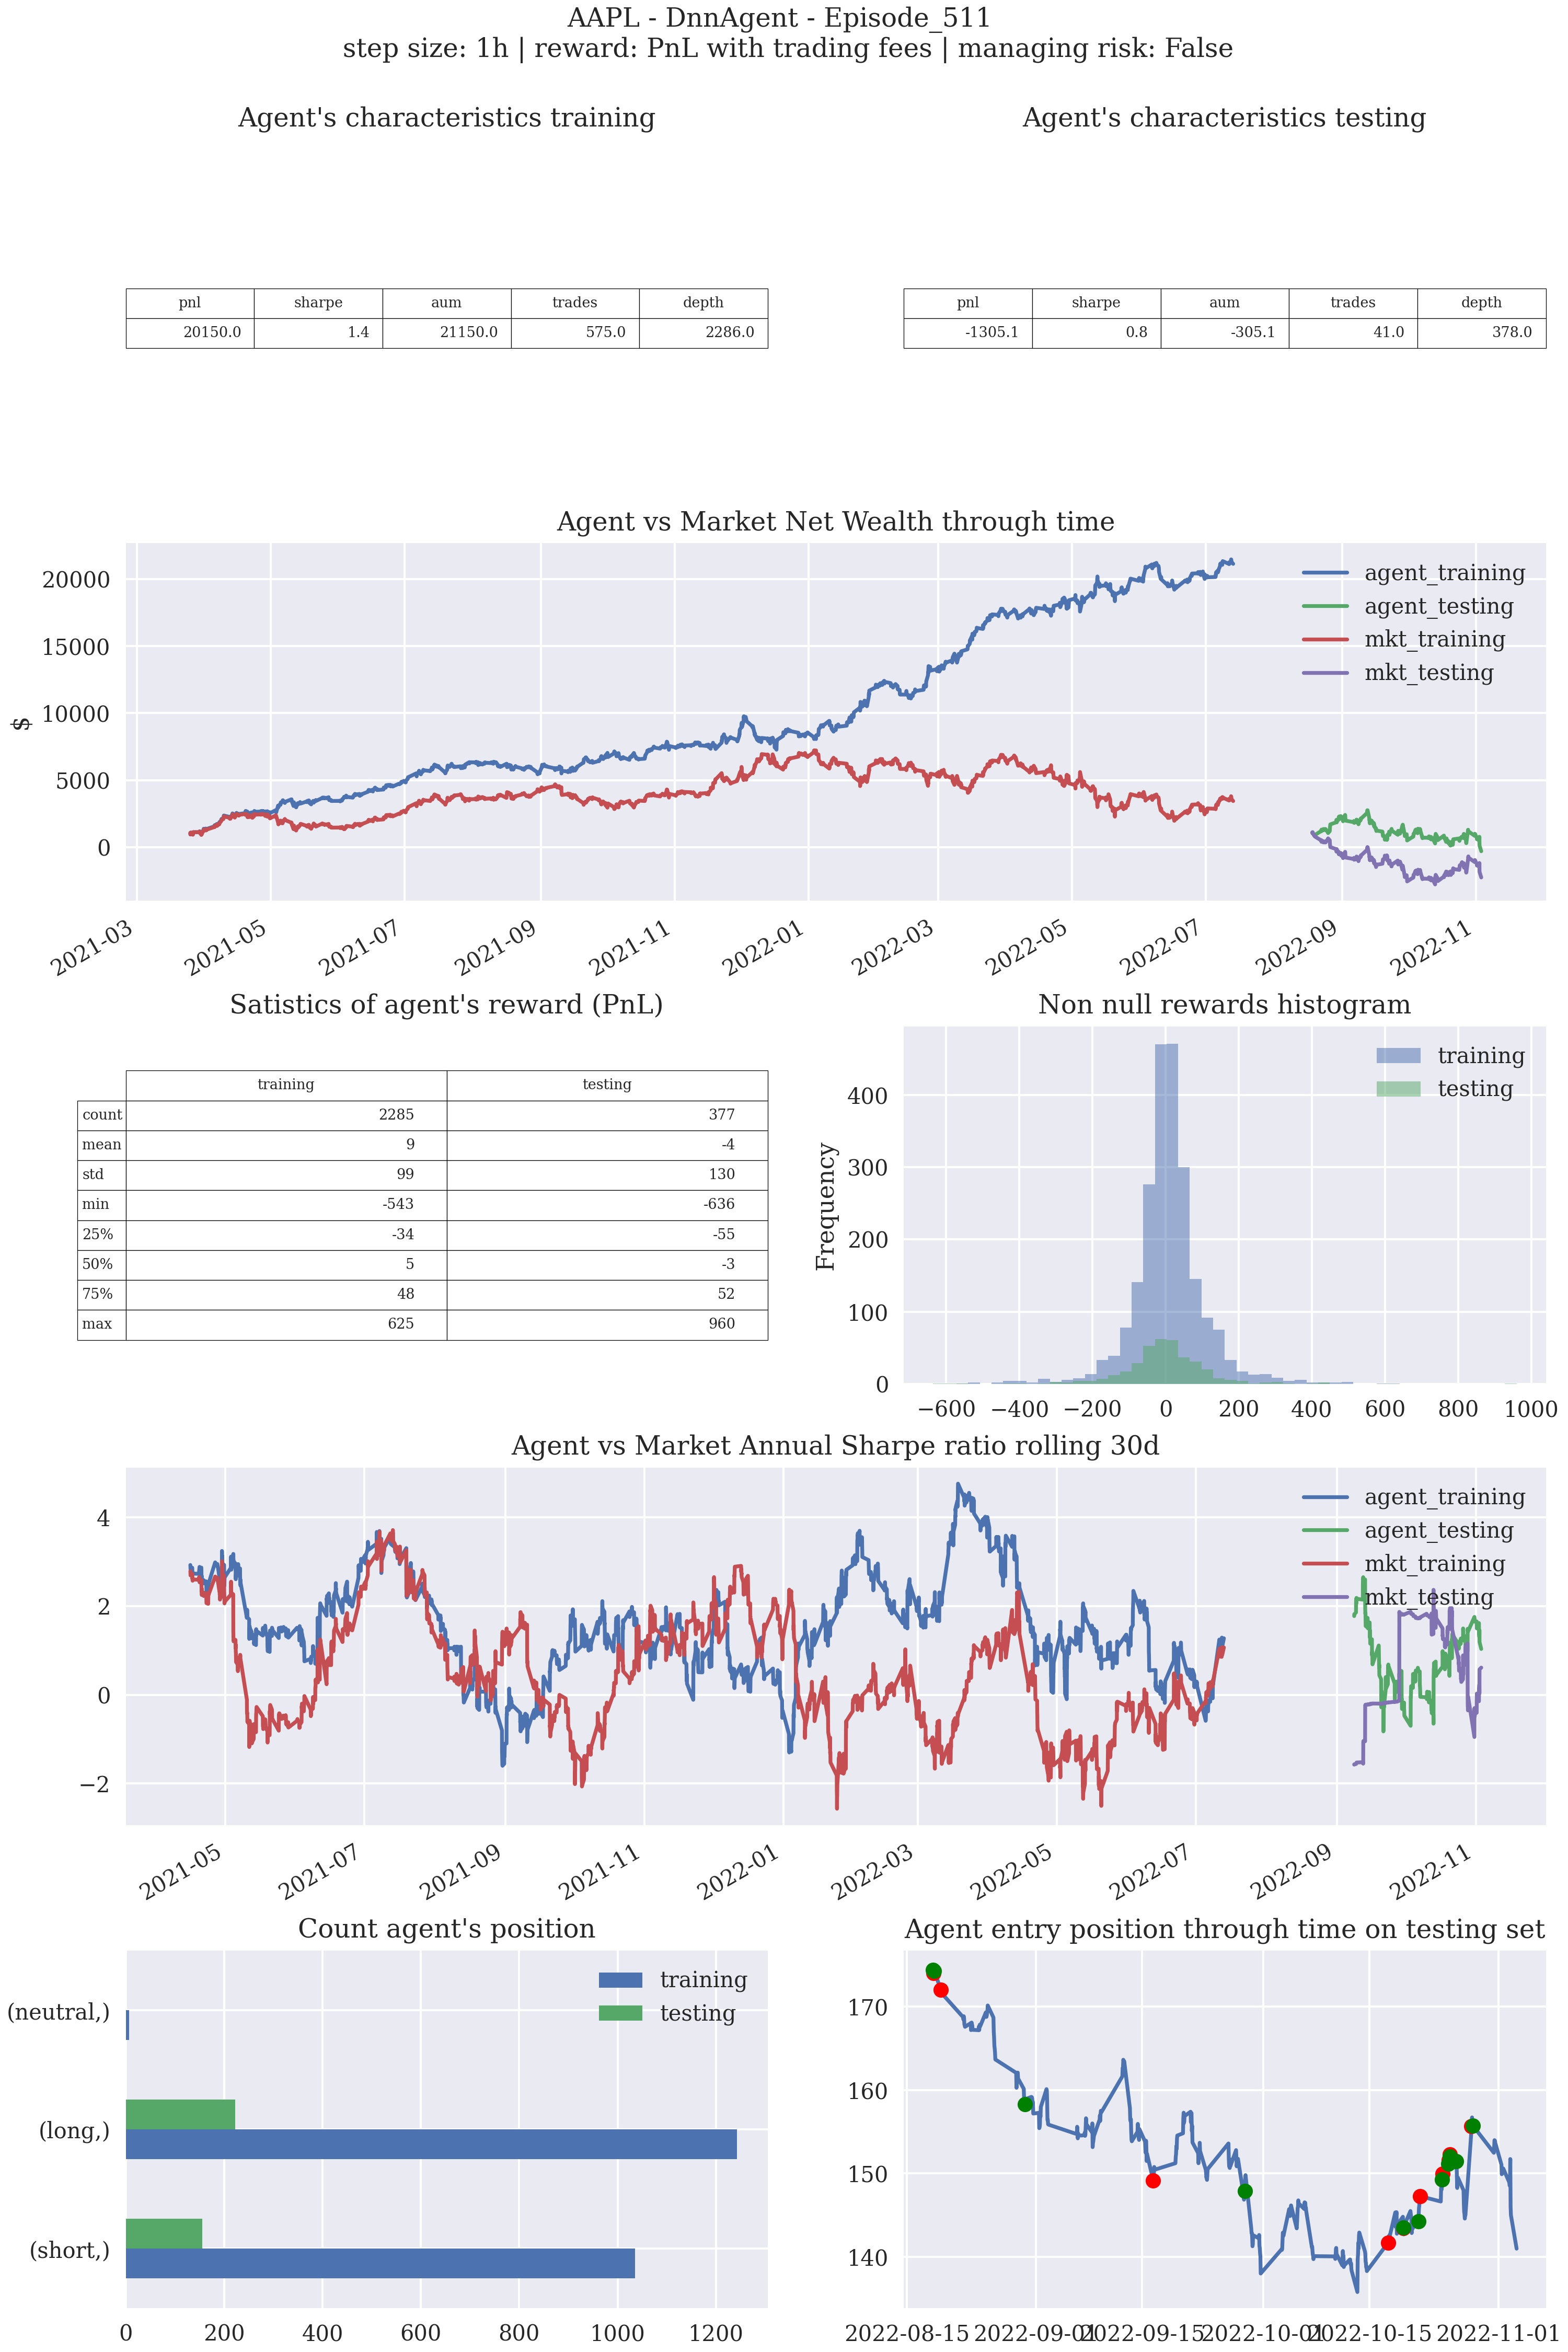 AAPL - DnnAgent - Episode_511
step size: 1h | reward: PnL with trading fees | managing risk: False
Agent's characteristics training
pnl sharpe aum trades depth
20150.0 1.4 21150.0 575.0 2286.0
Agent's characteristics testing
pnl sharpe aum trades depth
-1305.1 0.8 -305.1 41.0 378.0
Agent vs Market Net Wealth through time
$
20000
15000
10000
5000
0
agent_training
agent_testing
mkt_training
mkt_testing
2021-03 2021-05 2021-07 2021-09 2021-11 2022-01 2022-03 2022-05 2022-07 2022-09 2022-11
Satistics of agent's reward (PnL)
training testing
count 2285 377
mean 9 -4
std 99 130
min -543 -636
25% -34 -55
50% 5 -3
75% 48 52
max 625 960
Non null rewards histogram
Frequency
400
300
200
100
0
training
testing
−600 −400 −200 0 200 400 600 800 1000
Agent vs Market Annual Sharpe ratio rolling 30d
4
2
0
−2
agent_training
agent_testing
mkt_training
mkt_testing
2021-05 2021-07 2021-09 2021-11 2022-01 2022-03 2022-05 2022-07 2022-09 2022-11
Count agent's position
(neutral,)
(long,)
(short,)
training
testing
0 200 400 600 800 1000 1200
Agent entry position through time on testing set
170
160
150
140
2022-08-15 2022-09-01 2022-09-15 2022-10-01 2022-10-15 2022-11-01